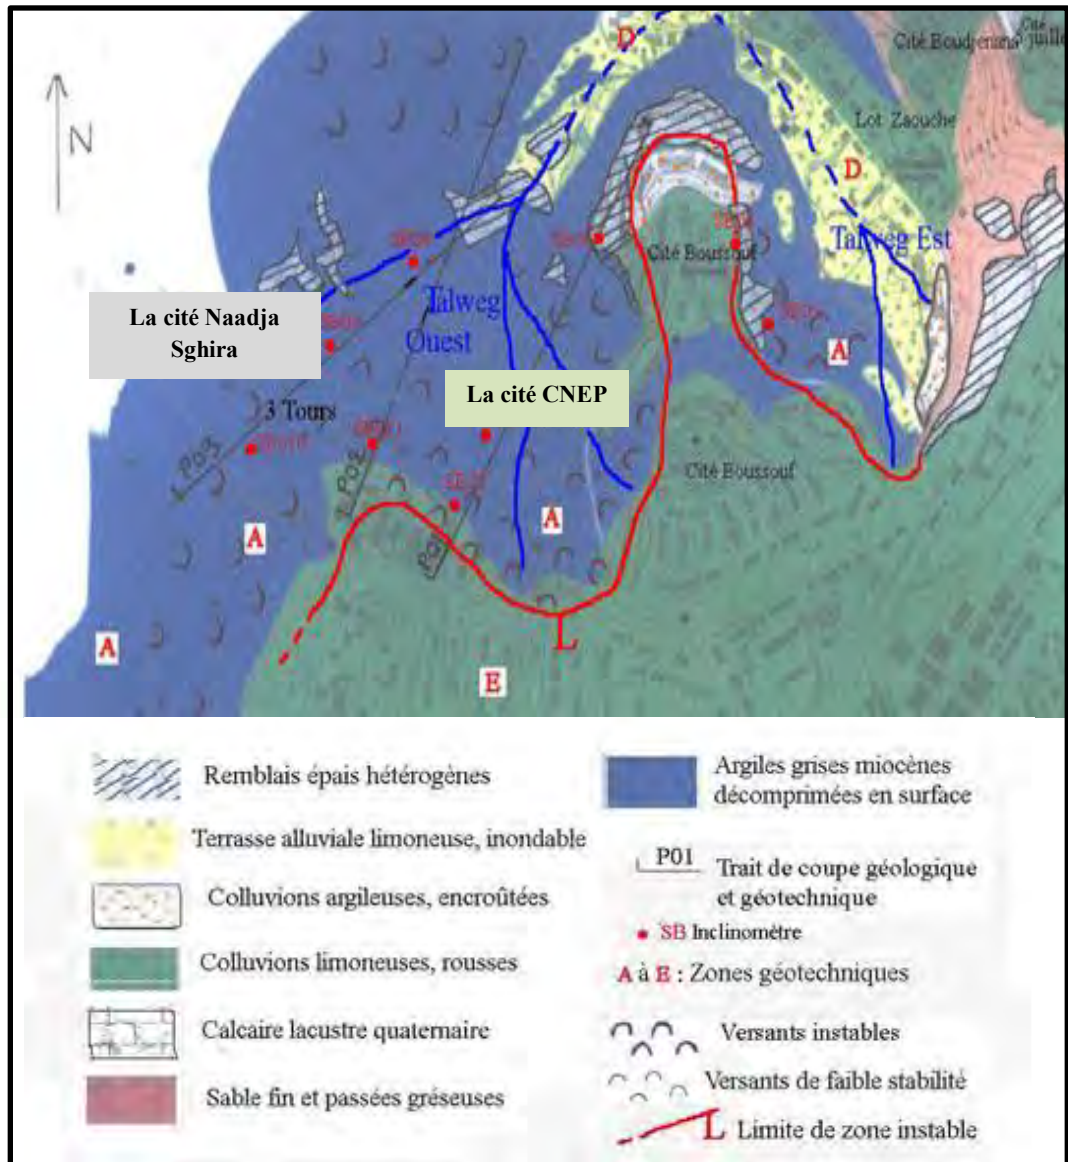 D
Cité Boudjenana
Cité
5 juillet
N
Lot Zaouche
D
Cité Boussouf
Talweg Est
Talweg
Ouest
La cité Naadja
Sghira
A
La cité CNEP
3 Tours
Cité Boussouf
A
A
A
L
E
Remblais épais hétérogènes
Terrasse alluviale limoneuse, inondable
Colluvions argileuses, encroûtées
Colluvions limoneuses, rousses
Calcaire lacustre quaternaire
Sable fin et passées gréseuses
Argiles grises miocènes
décomprimées en surface
P01
Trait de coupe géologique
et géotechnique
SB Inclinomètre
A à E : Zones géotechniques
Versants instables
Versants de faible stabilité
L Limite de zone instable